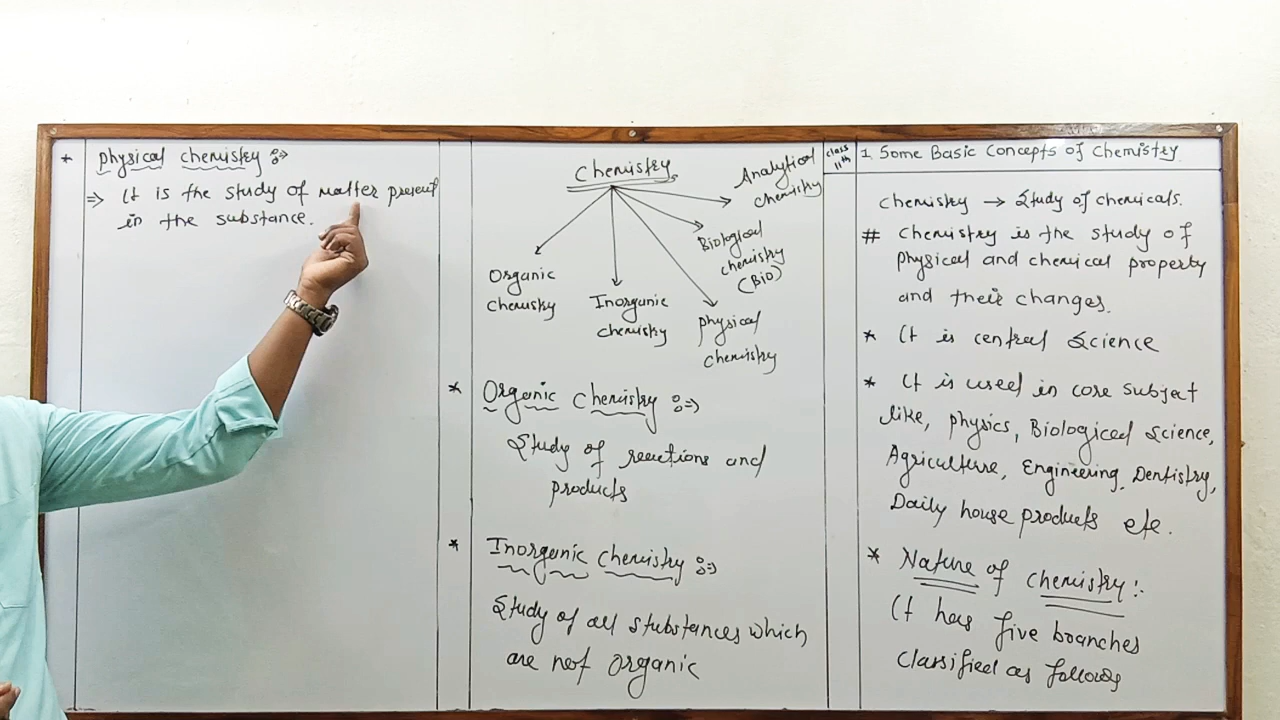 * Physical chemistry :->
=> It is the study of matter present
in the substance.
Chemistry
Analytical
chemistry
Biological
chemistry
(Bio)
Organic
chemistry
Inorganic
chemistry
Physical
chemistry
* Organic Chemistry :->
Study of reactions and
products
* Inorganic Chemistry :->
Study of all stubstances which
are not organic
class
11th
1. Some Basic Concepts of Chemistry
Chemistry → Study of chemicals.
# Chemistry is the study of
physical and chemical property
and their changes.
* It is central Science
* It is used in core subject
like, physics, Biological science,
Agriculture, Engineering, Dentistry,
Daily house products etc.
* Nature of chemistry:-
It has five branches
classified as follows